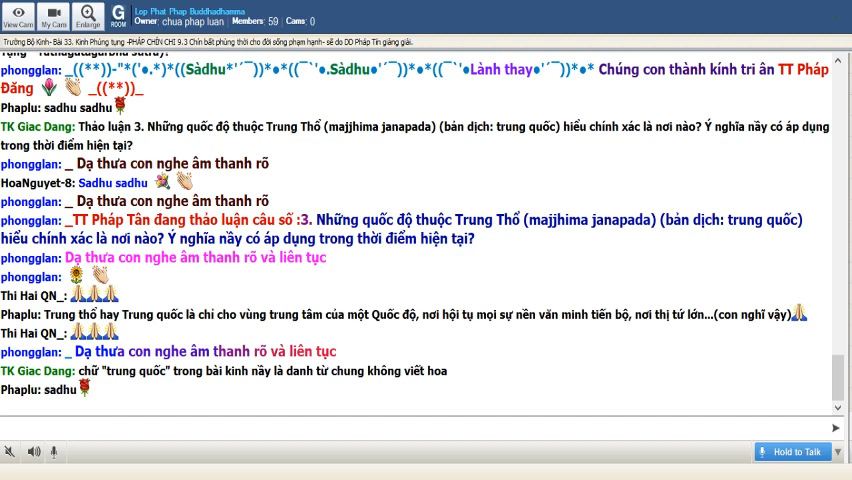 View Cam
My Cam
Enlarge
G
ROOM
Lop Phat Phap Buddhadhamma
Owner: chua phap luan Members: 59 Cams: 0
Trường Bộ Kinh- Bài 33. Kinh Phúng tụng -PHÁP CHÍN CHI 9.3 Chín bất phùng thời cho đời sống phạm hạnh- sẽ do DD Pháp Tín giảng giải.
phongglan: _((**))-"*('●.*)*((Sàdhu*'´¯))*●*((¯`'●.Sàdhu●'´¯))*●*((¯`'●Lành thay●'´¯))*●* Chúng con thành kính tri ân TT Pháp
Đăng _((**))_
Phaplu: sadhu sadhu
TK Giac Dang: Thảo luận 3. Những quốc độ thuộc Trung Thổ (majjhima janapada) (bản dịch: trung quốc) hiểu chính xác là nơi nào? Ý nghĩa nầy có áp dụng
trong thời điểm hiện tại?
phongglan: _ Dạ thưa con nghe âm thanh rõ
HoaNguyet-8: Sadhu sadhu
phongglan: _ Dạ thưa con nghe âm thanh rõ
phongglan: _TT Pháp Tân đang thảo luận câu số :3. Những quốc độ thuộc Trung Thổ (majjhima janapada) (bản dịch: trung quốc)
hiểu chính xác là nơi nào? Ý nghĩa nầy có áp dụng trong thời điểm hiện tại?
phongglan: Dạ thưa con nghe âm thanh rõ và liên tục
phongglan:
Thi Hai QN_:
Phaplu: Trung thổ hay Trung quốc là chỉ cho vùng trung tâm của một Quốc độ, nơi hội tụ mọi sự nền văn minh tiến bộ, nơi thị tứ lớn...(con nghĩ vậy)
Thi Hai QN_:
phongglan: _ Dạ thưa con nghe âm thanh rõ và liên tục
TK Giac Dang: chữ "trung quốc" trong bài kinh nầy là danh từ chung không viết hoa
Phaplu: sadhu
Hold to Talk